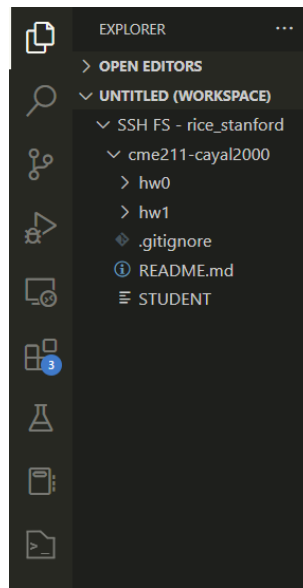 EXPLORER
OPEN EDITORS
UNTITLED (WORKSPACE)
SSH FS - rice_stanford
cme211-cayal2000
hw0
hw1
.gitignore
README.md
STUDENT
3